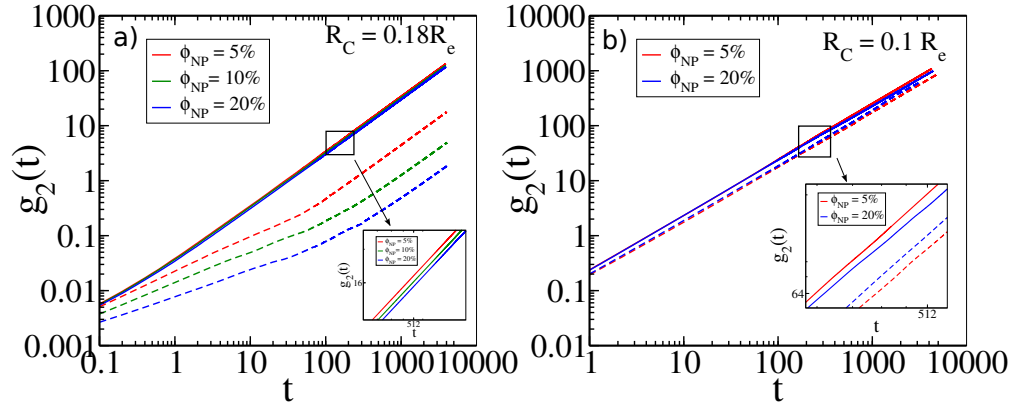 a)
R_C = 0.18R_e
ϕ_NP = 5%
ϕ_NP = 10%
ϕ_NP = 20%
10000
1000
100
10
1
0.1
0.01
0.001
g_2(t)
0.1
1
10
100
1000
10000
t
ϕ_NP = 5%
ϕ_NP = 10%
ϕ_NP = 20%
g_2(t)
16
512
t
b)
R_C = 0.1 R_e
ϕ_NP = 5%
ϕ_NP = 20%
10000
1000
100
10
1
0.1
0.01
g_2(t)
1
10
100
1000
10000
t
ϕ_NP = 5%
ϕ_NP = 20%
g_2(t)
64
512
t